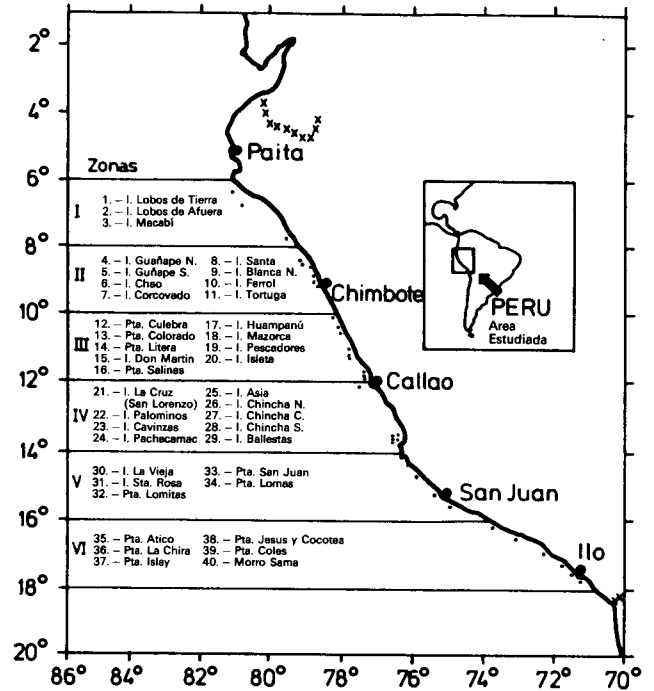 2°
4°
Paita
Zonas
6°
I
1. – I. Lobos de Tierra
2. – I. Lobos de Afuera
3. – I. Macabí
8°
II
4. – I. Guañape N.
5. – I. Guñape S.
6. – I. Chao
7. – I. Corcovado
8. – I. Santa
9. – I. Blanca N.
10. – I. Ferrol
11. – I. Tortuga
Chimbote
PERU
Area
Estudiada
10°
III
12. – Pta. Culebra
13. – Pta. Colorado
14. – Pta. Litera
15. – I. Don Martin
16. – Pta. Salinas
17. – I. Huampanú
18. – I. Mazorca
19. – I. Pescadores
20. – I. Isleta
12°
Callao
IV
21. – I. La Cruz
(San Lorenzo)
22. – I. Palominos
23. – I. Cavinzas
24. – I. Pachacamac
25. – I. Asia
26. – I. Chincha N.
27. – I. Chincha C.
28. – I. Chincha S.
29. – I. Ballestas
14°
V
30. – I. La Vieja
31. – I. Sta. Rosa
32. – Pta. Lomitas
33. – Pta. San Juan
34. – Pta. Lomas
San Juan
16°
VI
35. – Pta. Atico
36. – Pta. La Chira
37. – Pta. Islay
38. – Pta. Jesus y Cocotea
39. – Pta. Coles
40. – Morro Sama
Ilo
18°
20°
86° 84° 82° 80° 78° 76° 74° 72° 70°